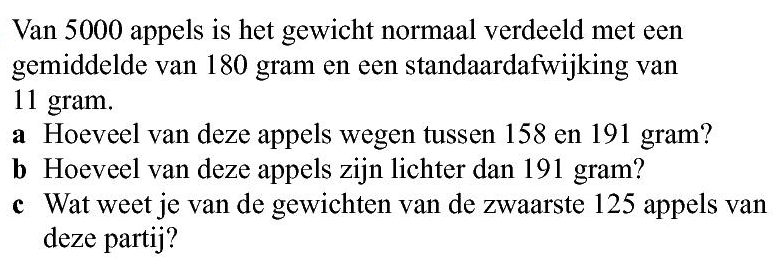 Van 5000 appels is het gewicht normaal verdeeld met een
gemiddelde van 180 gram en een standaardafwijking van
11 gram.
a Hoeveel van deze appels wegen tussen 158 en 191 gram?
b Hoeveel van deze appels zijn lichter dan 191 gram?
c Wat weet je van de gewichten van de zwaarste 125 appels van
deze partij?